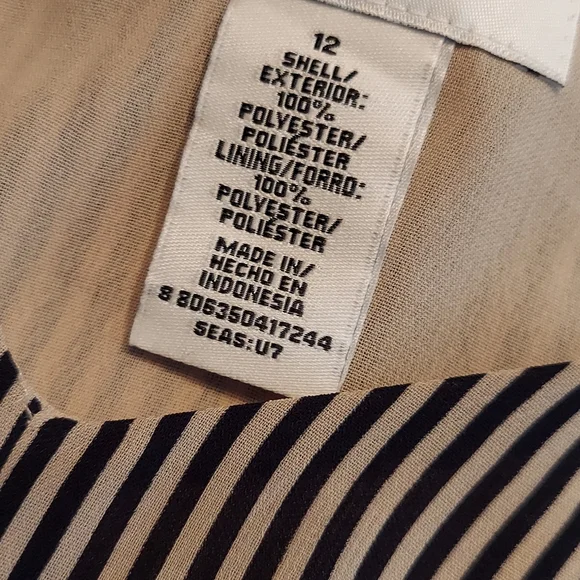 12
SHELL/
EXTERIOR:
100%
POLYESTER/
POLIÉSTER
LINING/FORRO:
100%
POLYESTER/
POLIÉSTER
MADE IN/
HECHO EN
INDONESIA
8 806350417244
SEAS:U7